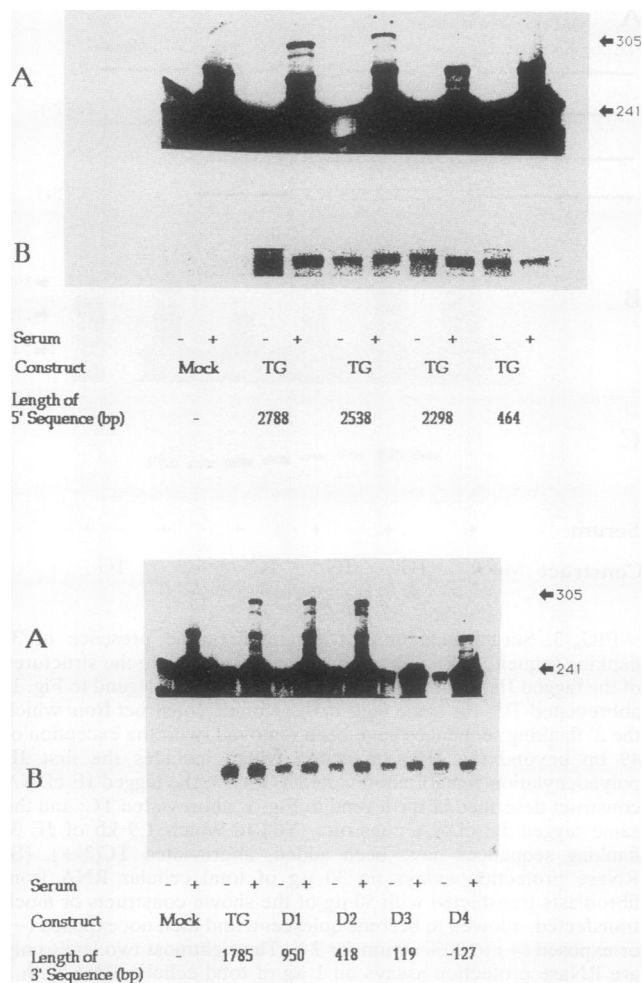 A
305
241
B
Serum - + - + - + - + - +
Construct Mock TG TG TG TG
Length of
5' Sequence (bp) - 2788 2538 2298 464
A
305
241
B
Serum - + - + - + - + - + - +
Construct Mock TG D1 D2 D3 D4
Length of
3' Sequence (bp) - 1785 950 418 119 -127